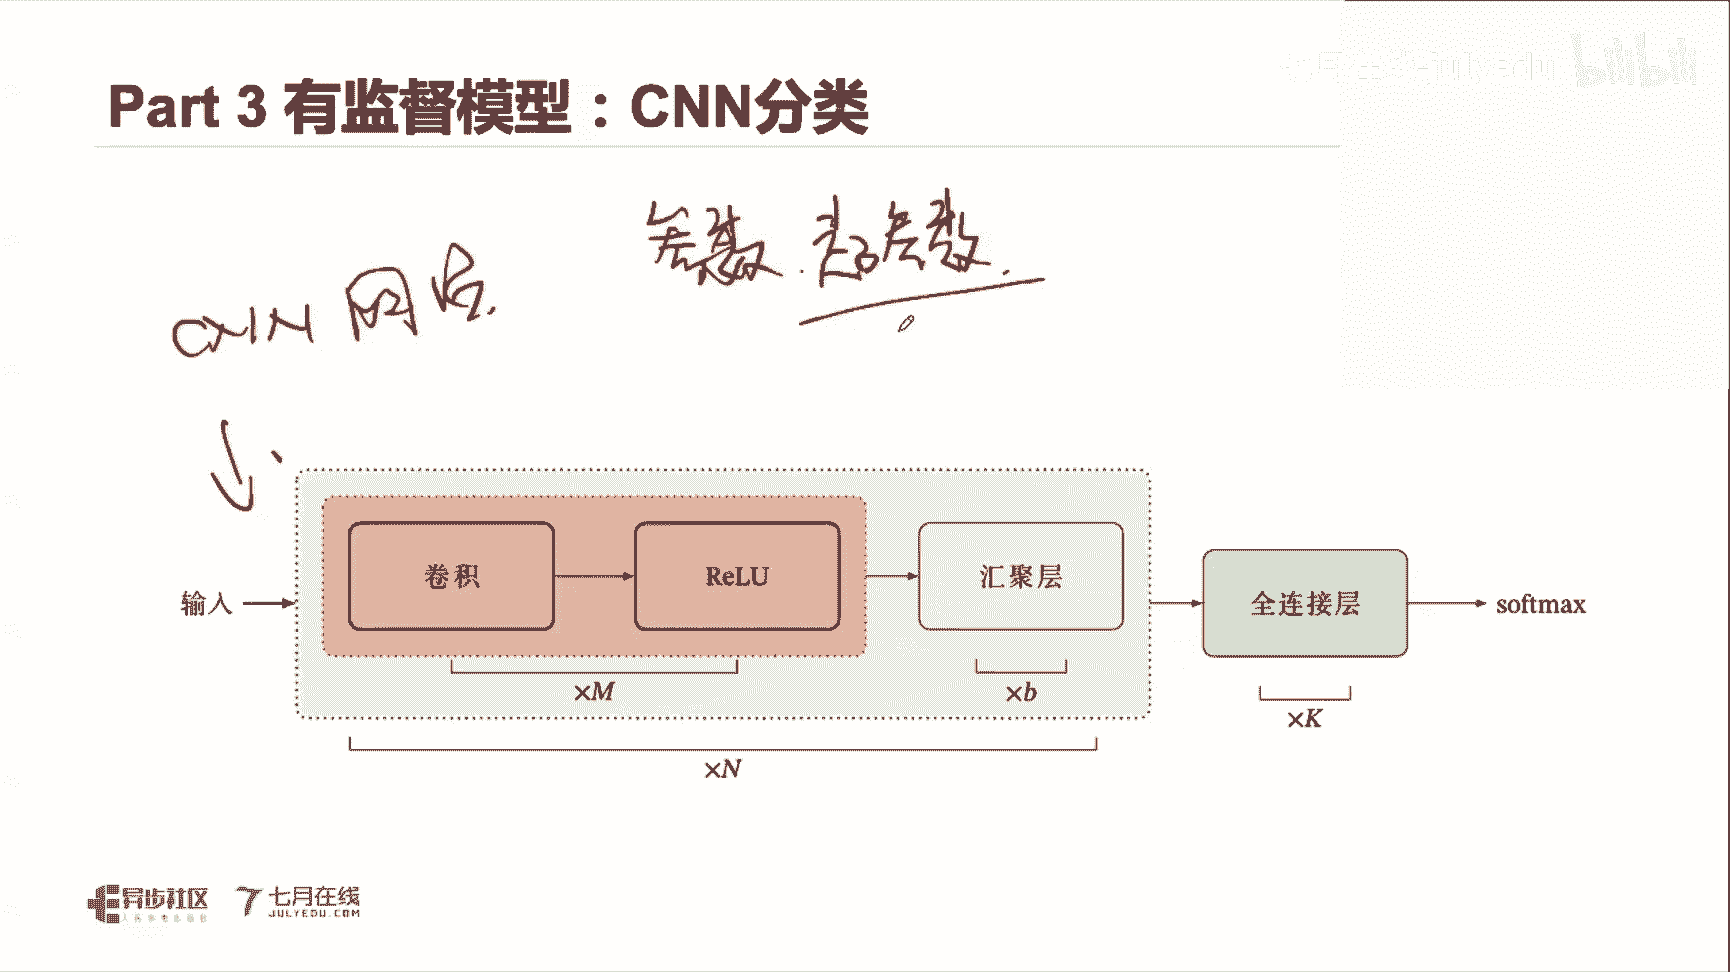 Part 3 有监督模型：CNN分类
参数. 超参数.
CNN 网络.
输入
卷积
ReLU
汇聚层
全连接层
softmax
×M
×b
×K
×N
异步社区
七月在线
JULYEDU.COM
bilibili